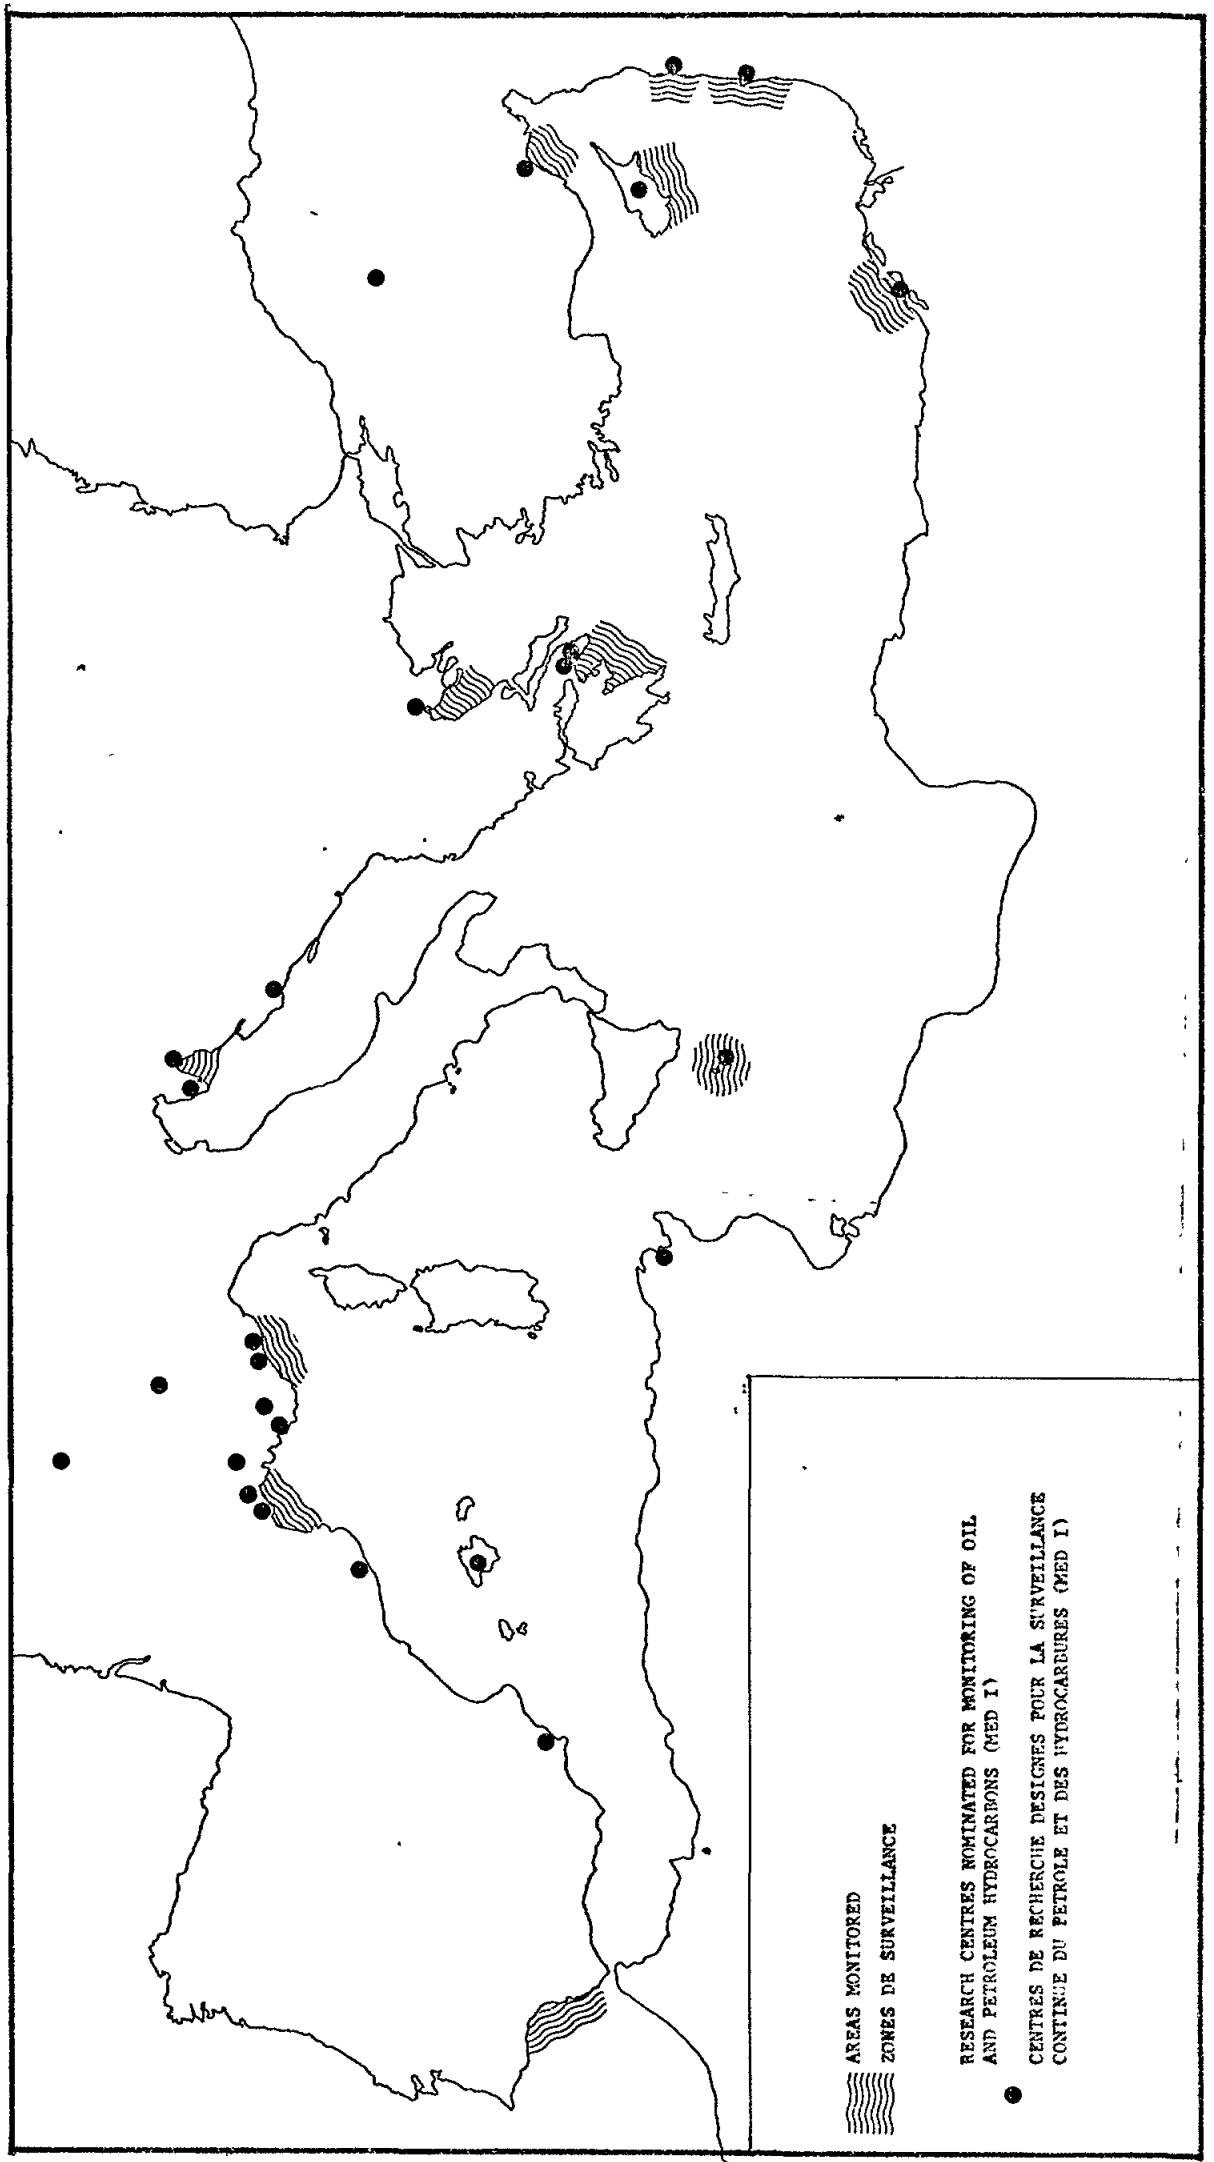 AREAS MONITORED
ZONES DE SURVEILLANCE
RESEARCH CENTRES NOMINATED FOR MONITORING OF OIL
AND PETROLEUM HYDROCARBONS (MED I)
CENTRES DE RECHERCHE DESIGNES POUR LA SURVEILLANCE
CONTINUE DU PETROLE ET DES HYDROCARBURES (MED I)